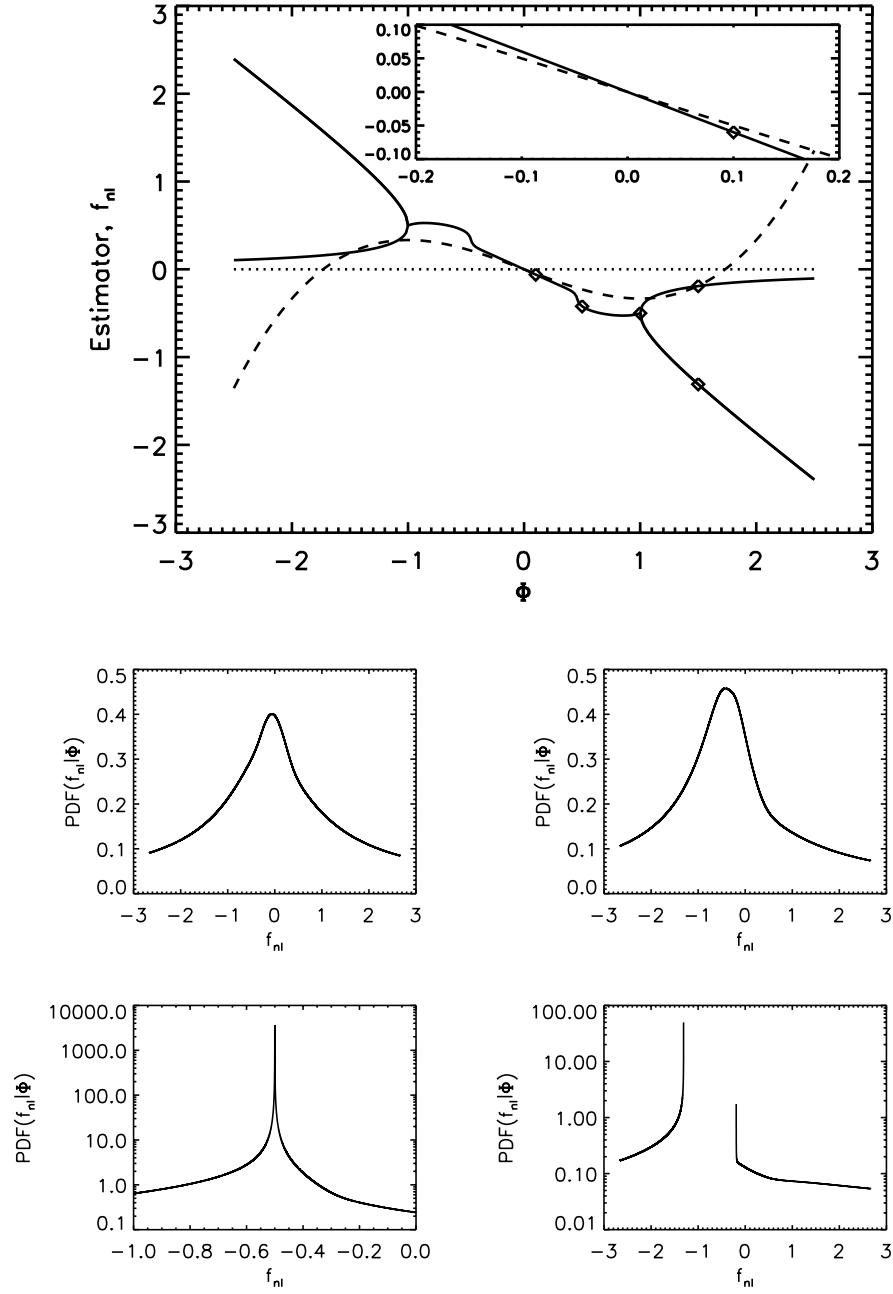 3
2
1
0
−1
−2
−3
Estimator, f_nl
−3 −2 −1 0 1 2 3
Φ
0.10
0.05
0.00
−0.05
−0.10
−0.2 −0.1 0.0 0.1 0.2
0.5
0.4
0.3
0.2
0.1
0.0
PDF(f_nl|Φ)
−3 −2 −1 0 1 2 3
f_nl
0.5
0.4
0.3
0.2
0.1
0.0
PDF(f_nl|Φ)
−3 −2 −1 0 1 2 3
f_nl
10000.0
1000.0
100.0
10.0
1.0
0.1
PDF(f_nl|Φ)
−1.0 −0.8 −0.6 −0.4 −0.2 0.0
f_nl
100.00
10.00
1.00
0.10
0.01
PDF(f_nl|Φ)
−3 −2 −1 0 1 2 3
f_nl